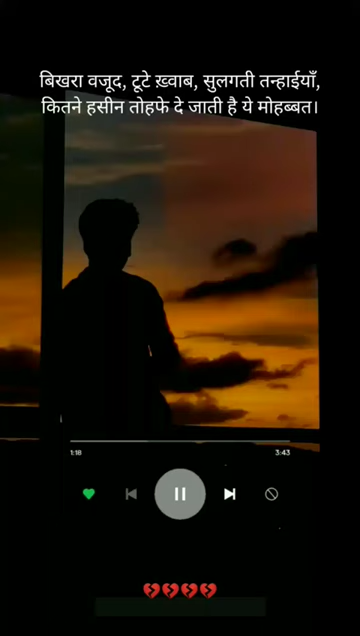 बिखरा वजूद, टूटे ख़्वाब, सुलगती तन्हाईयाँ,
कितने हसीन तोहफे दे जाती है ये मोहब्बत।
1:18 3:43
💔💔💔💔